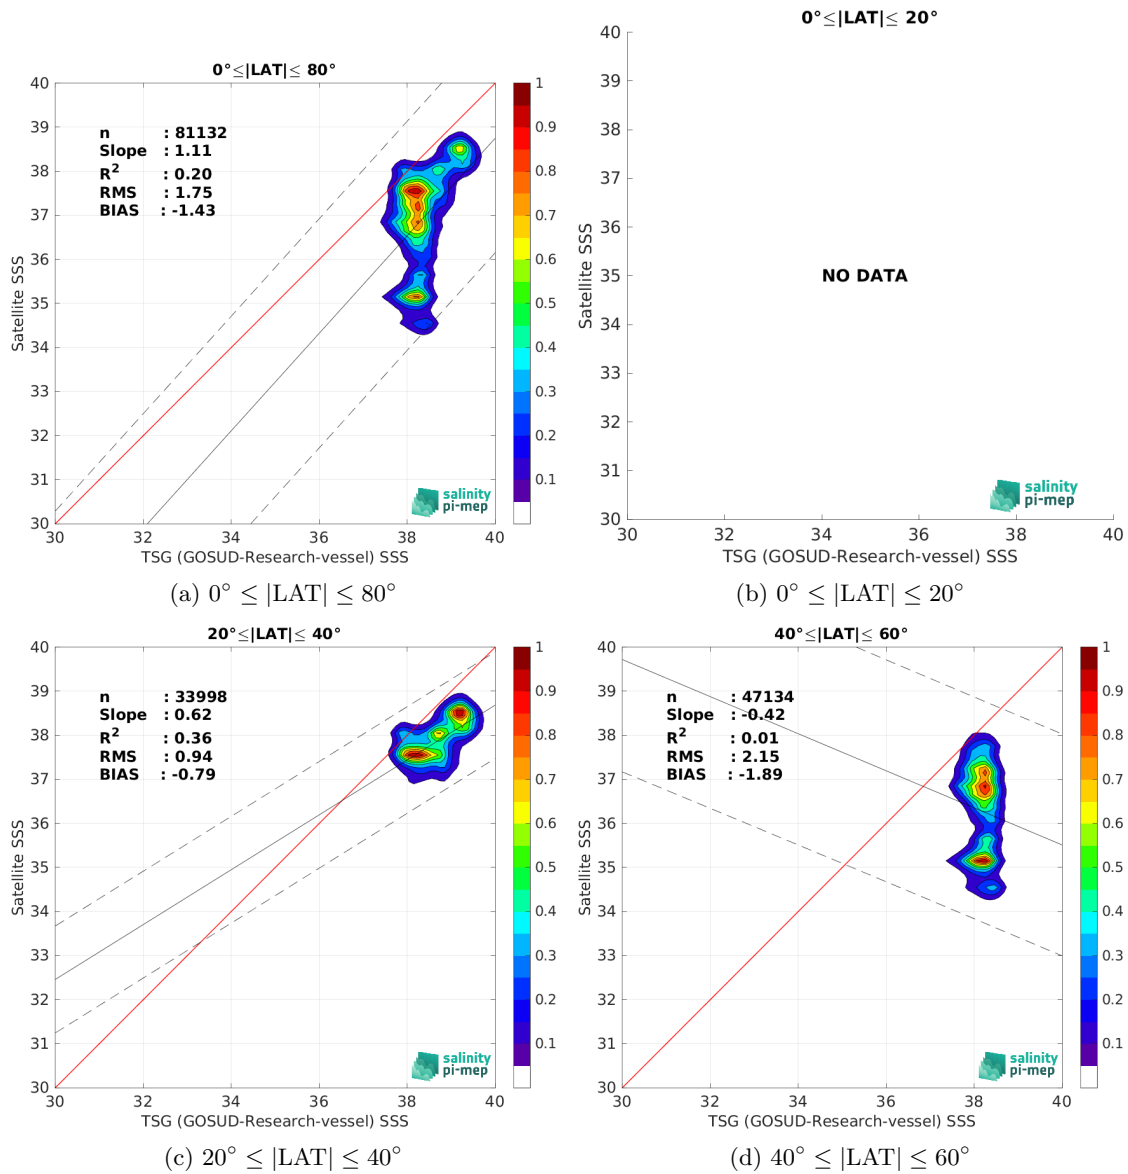 0°≤|LAT|≤ 80°
n : 81132
Slope : 1.11
R² : 0.20
RMS : 1.75
BIAS : -1.43
40
39
38
37
36
35
34
33
32
31
30
30 32 34 36 38 40
Satellite SSS
TSG (GOSUD-Research-vessel) SSS
1
0.9
0.8
0.7
0.6
0.5
0.4
0.3
0.2
0.1
salinity
pi-mep
(a) 0° ≤ |LAT| ≤ 80°
0°≤|LAT|≤ 20°
40
39
38
37
36
35
34
33
32
31
30
30 32 34 36 38 40
Satellite SSS
NO DATA
TSG (GOSUD-Research-vessel) SSS
salinity
pi-mep
(b) 0° ≤ |LAT| ≤ 20°
20°≤|LAT|≤ 40°
n : 33998
Slope : 0.62
R² : 0.36
RMS : 0.94
BIAS : -0.79
40
39
38
37
36
35
34
33
32
31
30
30 32 34 36 38 40
Satellite SSS
TSG (GOSUD-Research-vessel) SSS
1
0.9
0.8
0.7
0.6
0.5
0.4
0.3
0.2
0.1
salinity
pi-mep
(c) 20° ≤ |LAT| ≤ 40°
40°≤|LAT|≤ 60°
n : 47134
Slope : -0.42
R² : 0.01
RMS : 2.15
BIAS : -1.89
40
39
38
37
36
35
34
33
32
31
30
30 32 34 36 38 40
Satellite SSS
TSG (GOSUD-Research-vessel) SSS
1
0.9
0.8
0.7
0.6
0.5
0.4
0.3
0.2
0.1
salinity
pi-mep
(d) 40° ≤ |LAT| ≤ 60°